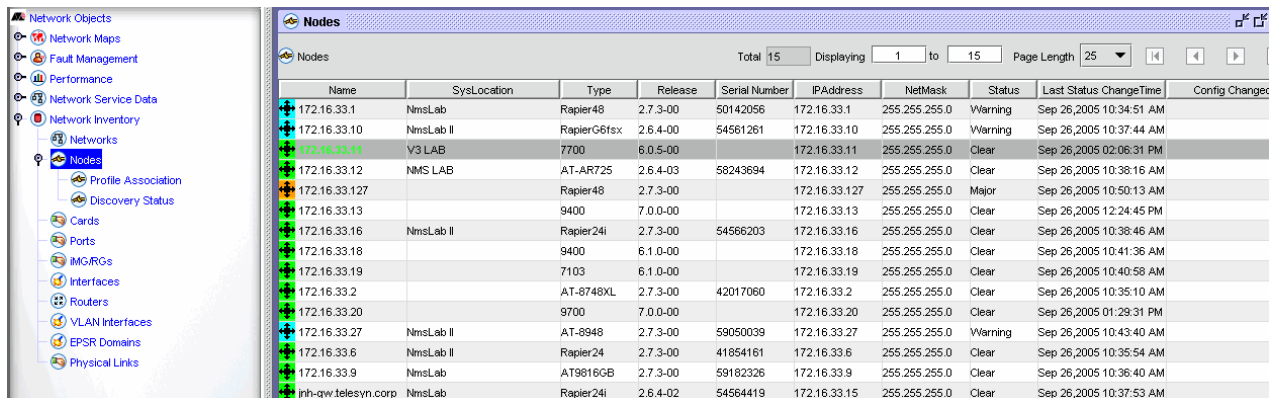 Network Objects
Network Maps
Fault Management
Performance
Network Service Data
Network Inventory
Networks
Nodes
Profile Association
Discovery Status
Cards
Ports
iMG/RGs
Interfaces
Routers
VLAN Interfaces
EPSR Domains
Physical Links
Nodes
Nodes Total 15 Displaying 1 to 15 Page Length 25
Name SysLocation Type Release Serial Number IPAddress NetMask Status Last Status ChangeTime Config Changed
172.16.33.1 NmsLab Rapier48 2.7.3-00 50142056 172.16.33.1 255.255.255.0 Warning Sep 26,2005 10:34:51 AM
172.16.33.10 NmsLab II RapierG6fsx 2.6.4-00 54561261 172.16.33.10 255.255.255.0 Warning Sep 26,2005 10:37:44 AM
172.16.33.11 V3 LAB 7700 6.0.5-00 172.16.33.11 255.255.255.0 Clear Sep 26,2005 02:06:31 PM
172.16.33.12 NMS LAB AT-AR725 2.6.4-03 58243694 172.16.33.12 255.255.255.0 Clear Sep 26,2005 10:38:16 AM
172.16.33.127 Rapier48 2.7.3-00 172.16.33.127 255.255.255.0 Major Sep 26,2005 10:50:13 AM
172.16.33.13 9400 7.0.0-00 172.16.33.13 255.255.255.0 Clear Sep 26,2005 12:24:45 PM
172.16.33.16 NmsLab II Rapier24i 2.7.3-00 54566203 172.16.33.16 255.255.255.0 Clear Sep 26,2005 10:38:46 AM
172.16.33.18 9400 6.1.0-00 172.16.33.18 255.255.255.0 Clear Sep 26,2005 10:41:36 AM
172.16.33.19 7103 6.1.0-00 172.16.33.19 255.255.255.0 Clear Sep 26,2005 10:40:58 AM
172.16.33.2 AT-8748XL 2.7.3-00 42017060 172.16.33.2 255.255.255.0 Clear Sep 26,2005 10:35:10 AM
172.16.33.20 9700 7.0.0-00 172.16.33.20 255.255.255.0 Clear Sep 26,2005 01:29:31 PM
172.16.33.27 NmsLab II AT-8948 2.7.3-00 59050039 172.16.33.27 255.255.255.0 Warning Sep 26,2005 10:43:40 AM
172.16.33.6 NmsLab II Rapier24 2.7.3-00 41854161 172.16.33.6 255.255.255.0 Clear Sep 26,2005 10:35:54 AM
172.16.33.9 NmsLab AT9816GB 2.7.3-00 59182326 172.16.33.9 255.255.255.0 Clear Sep 26,2005 10:36:40 AM
jnh-gw.telesyn.corp NmsLab Rapier24i 2.6.4-02 54564419 172.16.33.15 255.255.255.0 Clear Sep 26,2005 10:37:53 AM